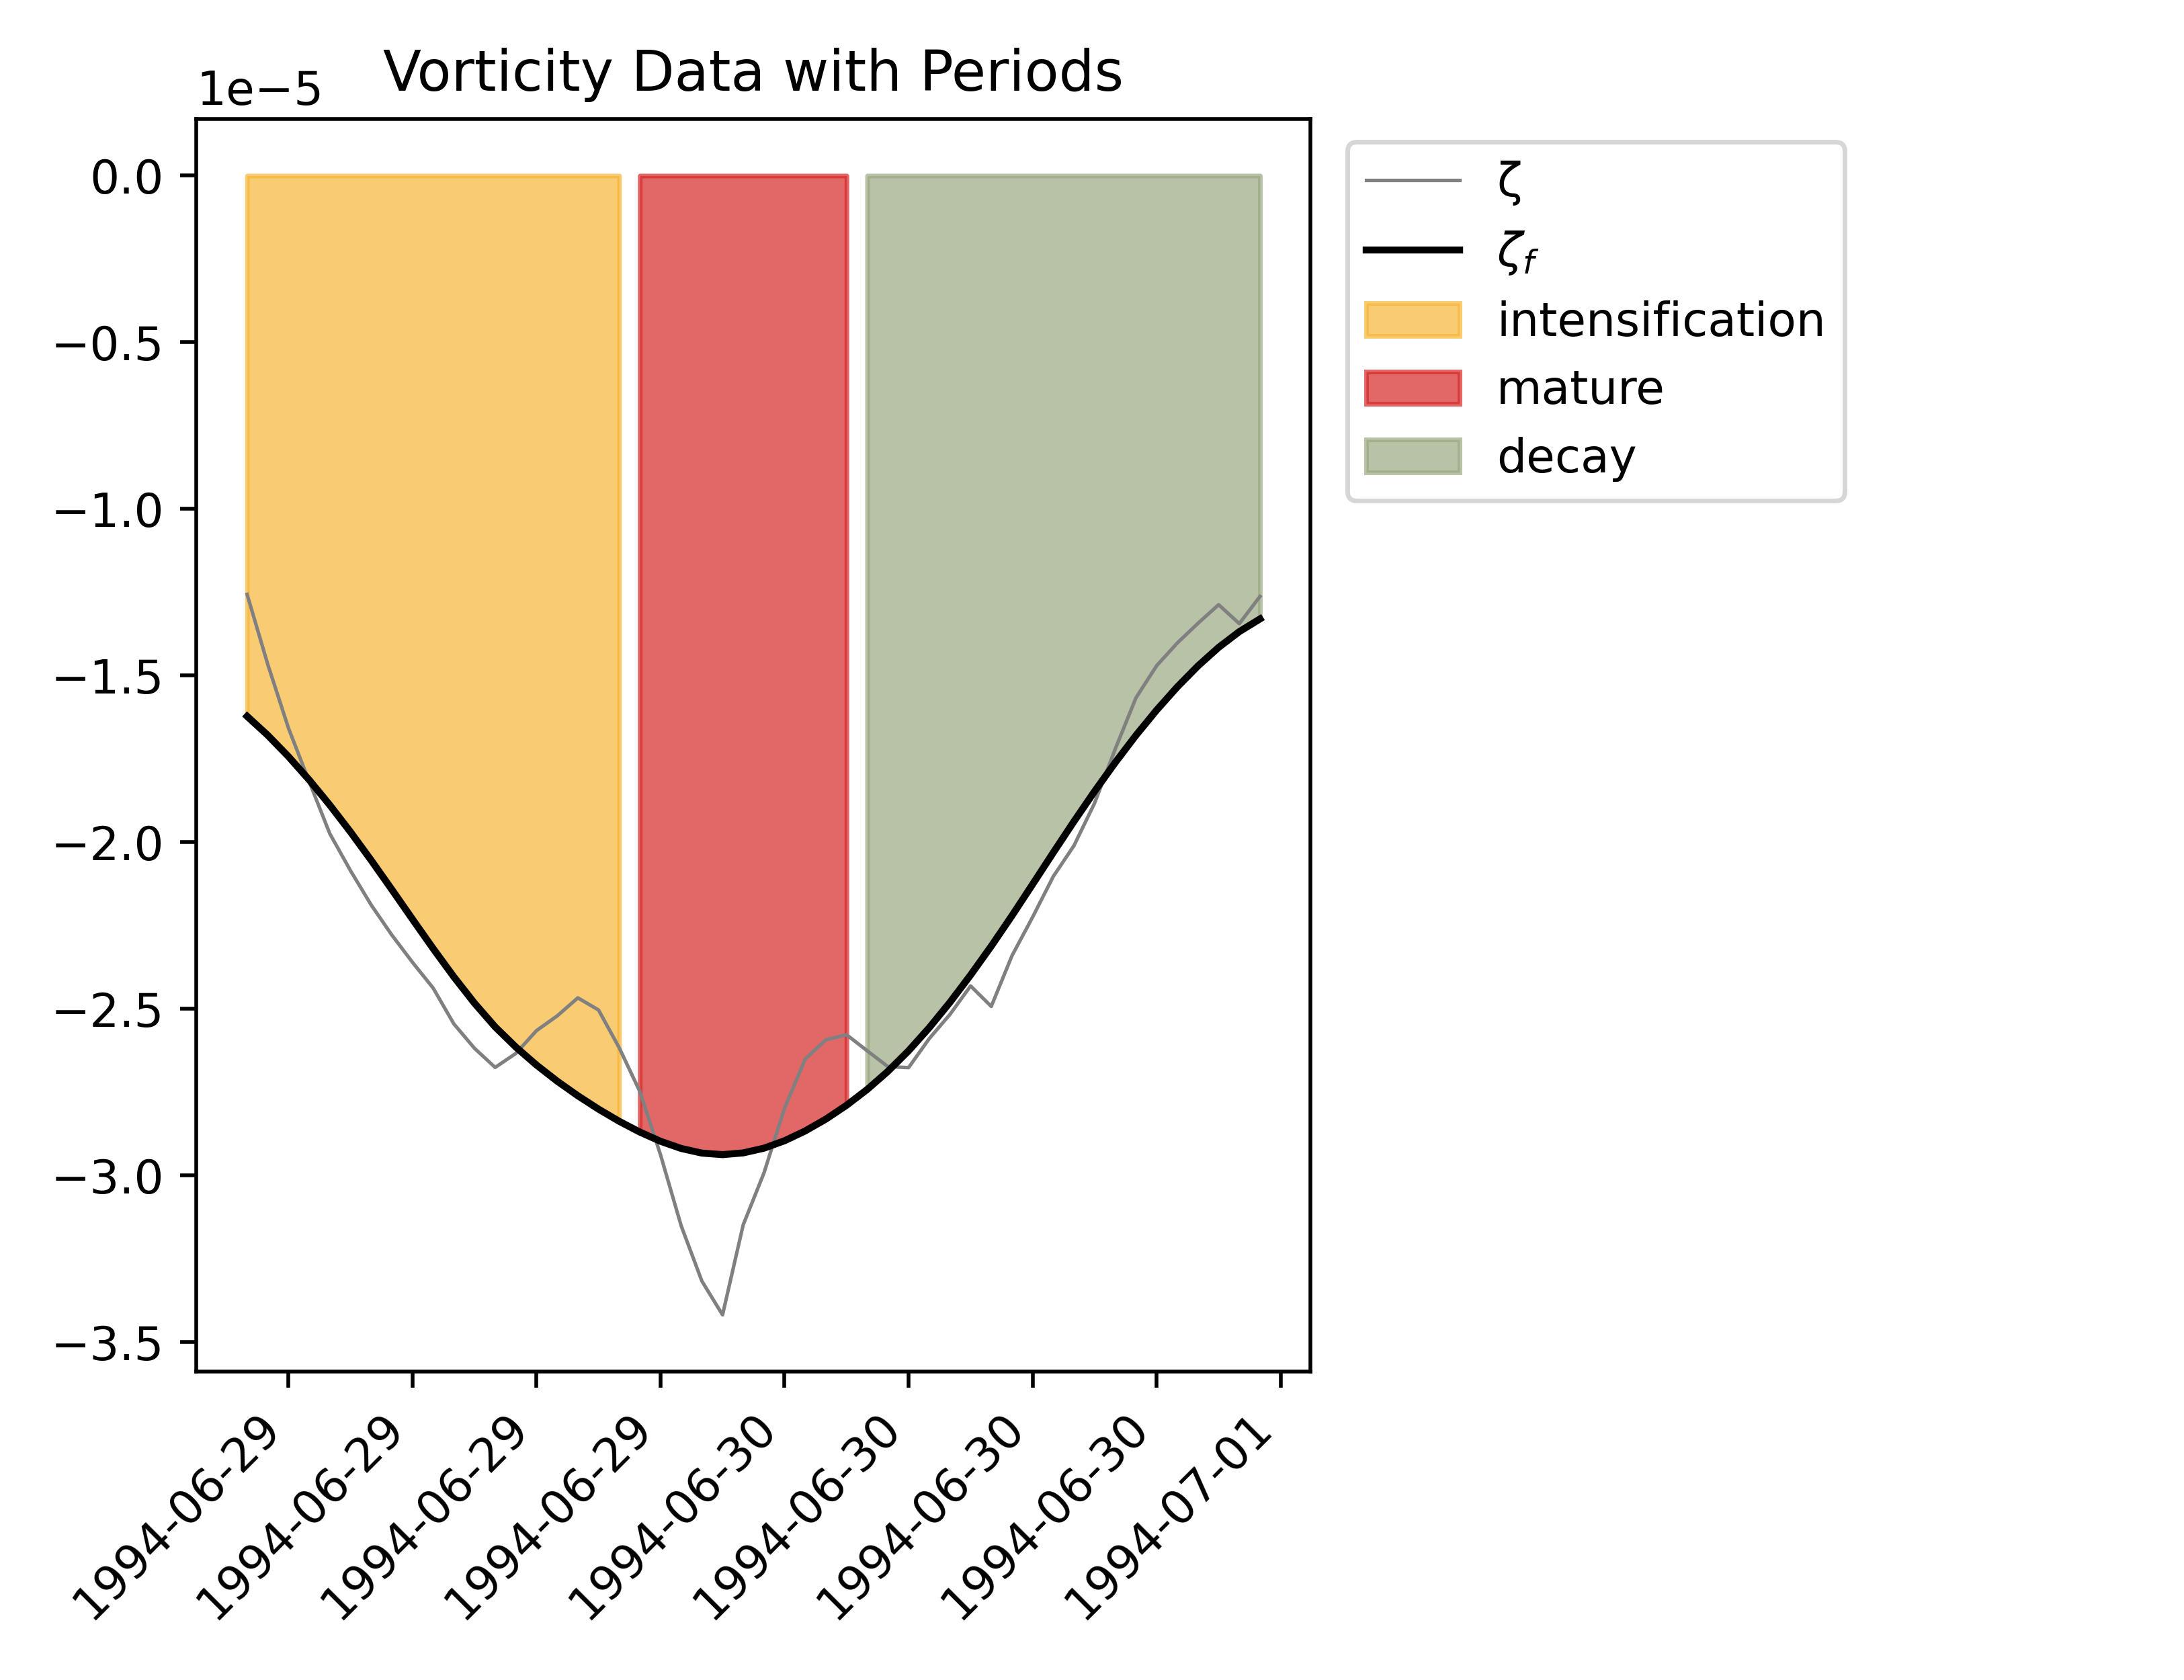 Vorticity Data with Periods
1e−5
0.0
−0.5
−1.0
−1.5
−2.0
−2.5
−3.0
−3.5
1994-06-29
1994-06-29
1994-06-29
1994-06-29
1994-06-30
1994-06-30
1994-06-30
1994-06-30
1994-07-01
ζ
ζf
intensification
mature
decay